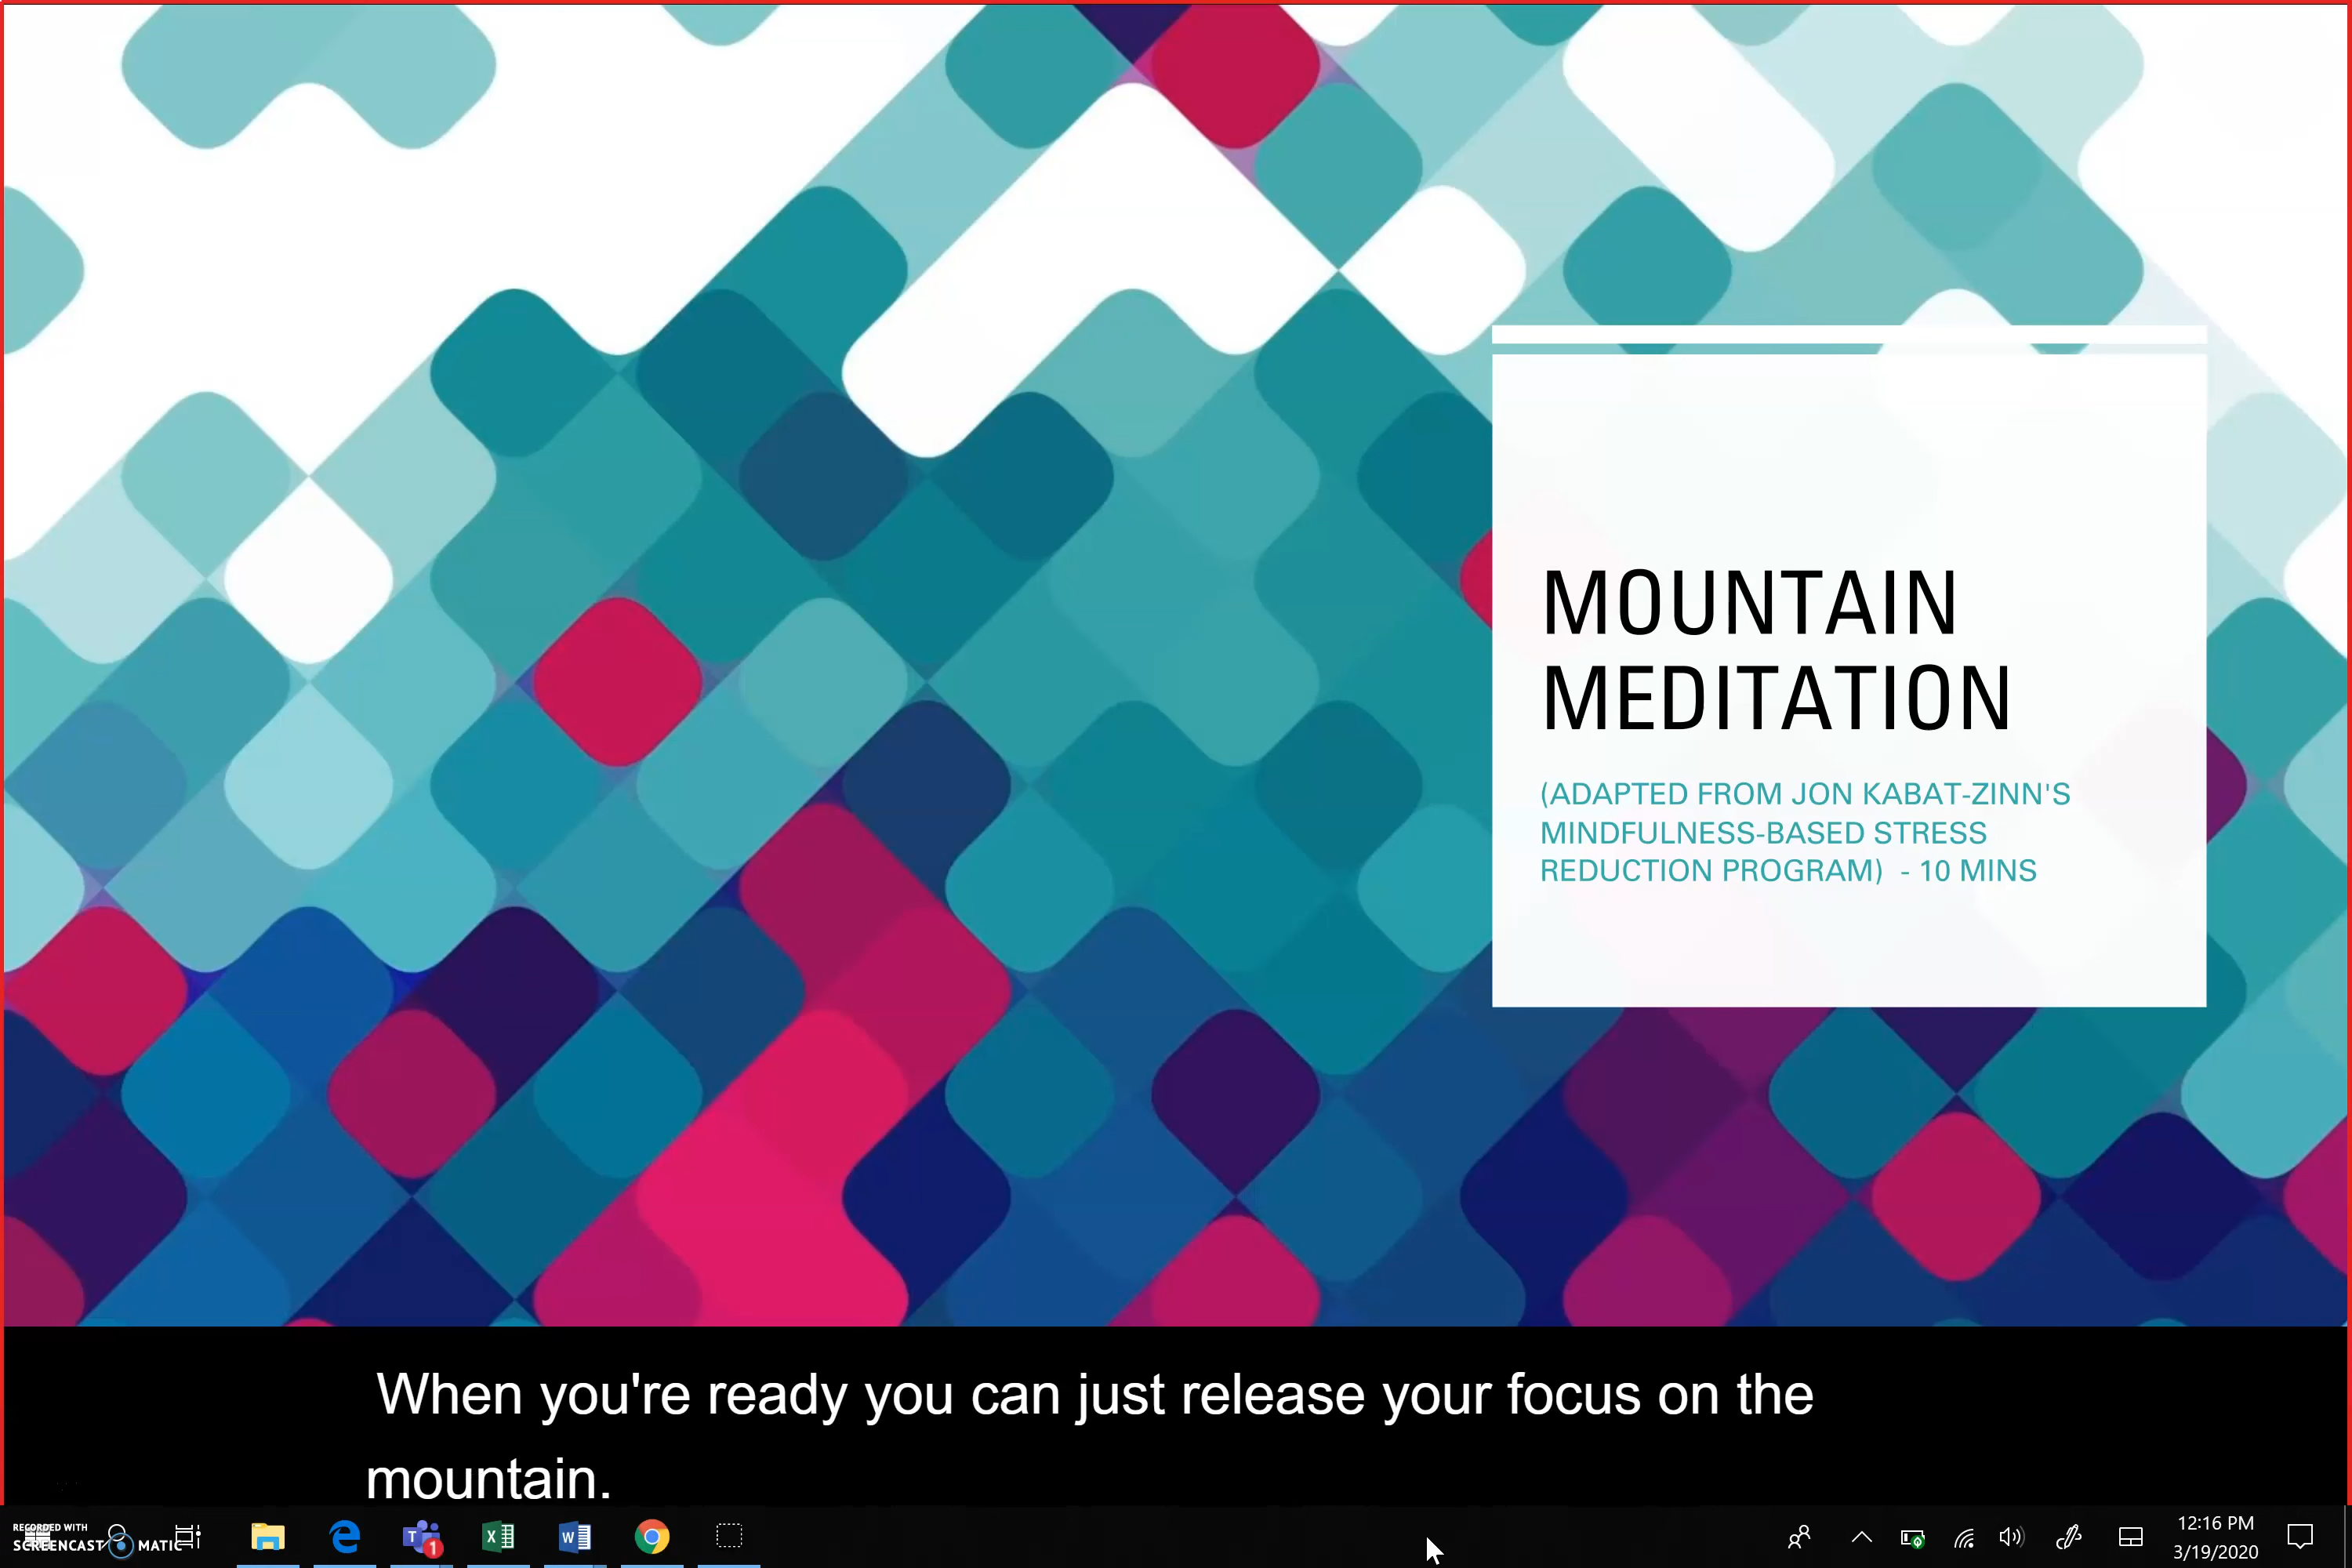 MOUNTAIN
MEDITATION
(ADAPTED FROM JON KABAT-ZINN'S
MINDFULNESS-BASED STRESS
REDUCTION PROGRAM)  - 10 MINS
When you're ready you can just release your focus on the
mountain.
RECORDED WITH
SCREENCAST MATIC
T
1
X
W
12:16 PM
3/19/2020